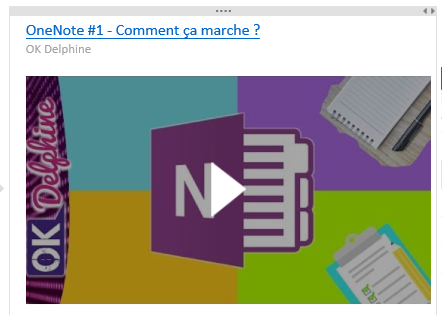 OneNote #1 - Comment ça marche ?
OK Delphine
OK Delphine
N